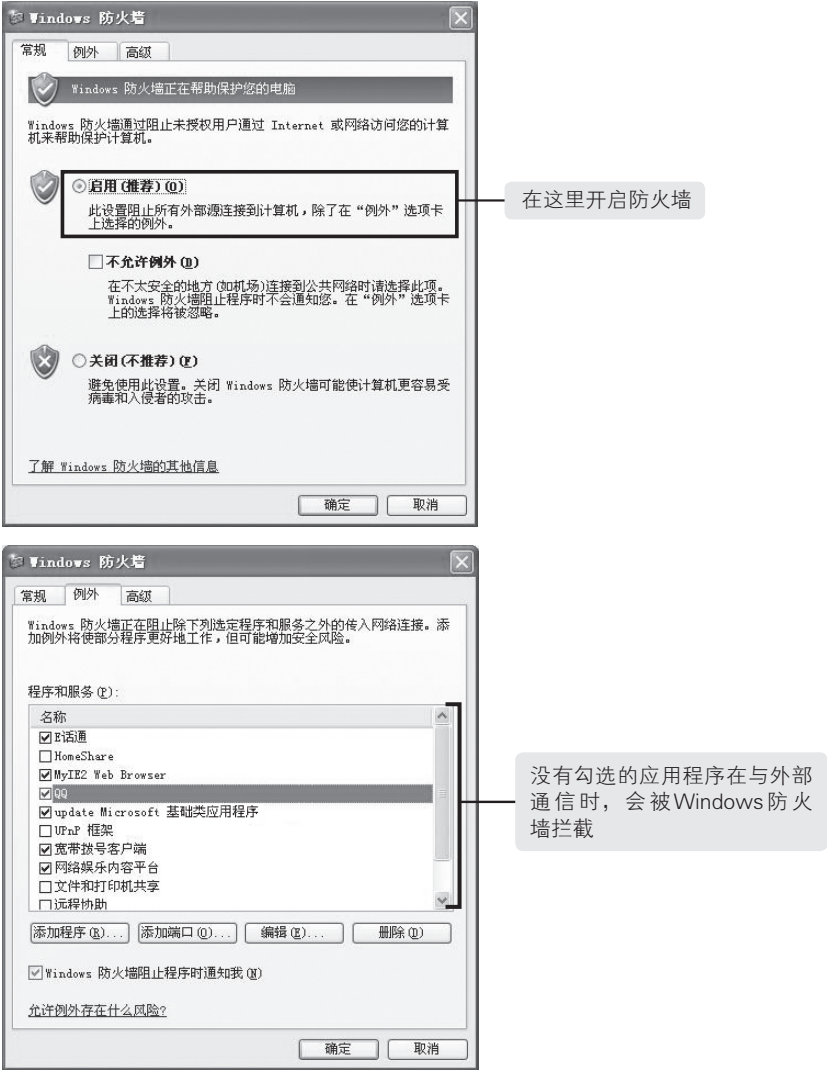 Windows 防火墙
常规 例外 高级
Windows 防火墙正在帮助保护您的电脑
Windows 防火墙通过阻止未授权用户通过 Internet 或网络访问您的计算
机来帮助保护计算机。
启用(推荐)(O)
此设置阻止所有外部源连接到计算机，除了在“例外”选项卡
上选择的例外。
在这里开启防火墙
不允许例外(D)
在不太安全的地方(如机场)连接到公共网络时请选择此项。
Windows 防火墙阻止程序时不会通知您。在“例外”选项卡
上的选择将被忽略。
关闭(不推荐)(F)
避免使用此设置。关闭 Windows 防火墙可能使计算机更容易受
病毒和入侵者的攻击。
了解 Windows 防火墙的其他信息
确定 取消
Windows 防火墙
常规 例外 高级
Windows 防火墙正在阻止除下列选定程序和服务之外的传入网络连接。添
加例外将使部分程序更好地工作，但可能增加安全风险。
程序和服务(P):
名称
E话通
HomeShare
MyIE2 Web Browser
QQ
update Microsoft 基础类应用程序
UPnP 框架
宽带拨号客户端
网络娱乐内容平台
文件和打印机共享
远程协助
没有勾选的应用程序在与外部
通信时，会被Windows防火
墙拦截
添加程序(R)... 添加端口(O)... 编辑(E)... 删除(D)
Windows 防火墙阻止程序时通知我(N)
允许例外存在什么风险?
确定 取消